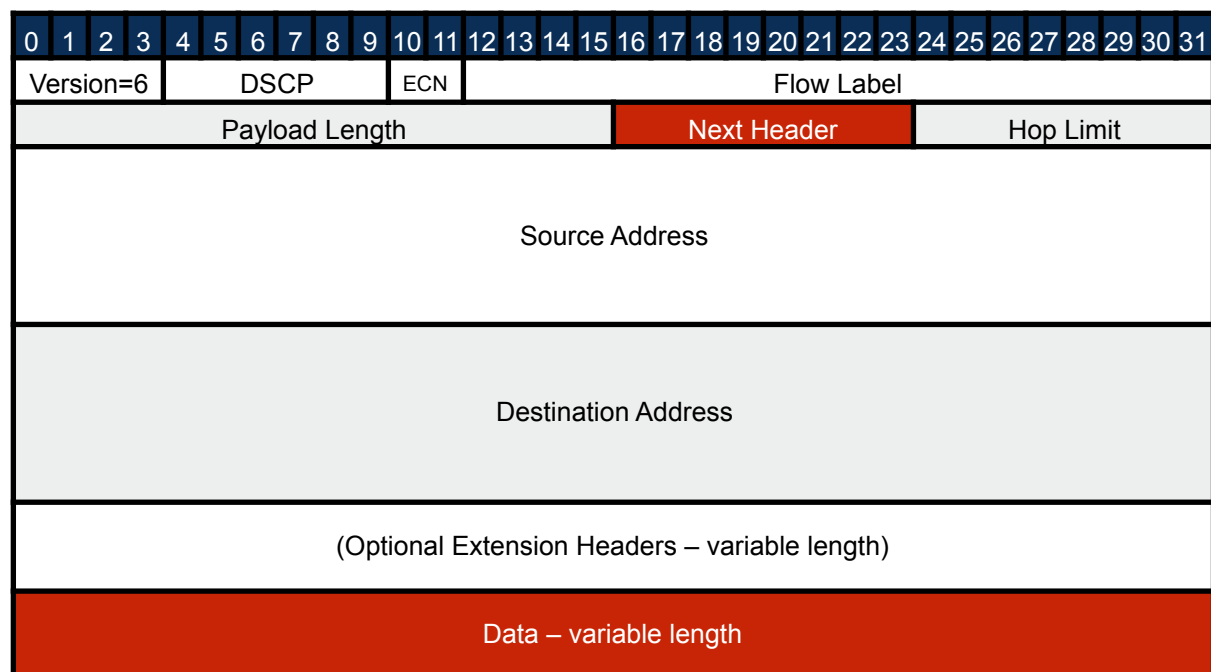 0 1 2 3 4 5 6 7 8 9 10 11 12 13 14 15 16 17 18 19 20 21 22 23 24 25 26 27 28 29 30 31
Version=6 DSCP ECN Flow Label
Payload Length Next Header Hop Limit
Source Address
Destination Address
(Optional Extension Headers – variable length)
Data – variable length